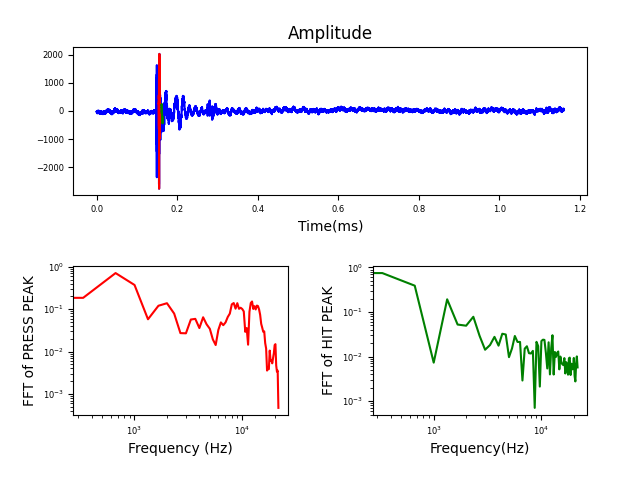 Amplitude
2000
1000
0
−1000
−2000
0.0 0.2 0.4 0.6 0.8 1.0 1.2
Time(ms)
FFT of PRESS PEAK
10⁰
10⁻¹
10⁻²
10⁻³
10³ 10⁴
Frequency (Hz)
FFT of HIT PEAK
10⁰
10⁻¹
10⁻²
10⁻³
10³ 10⁴
Frequency(Hz)